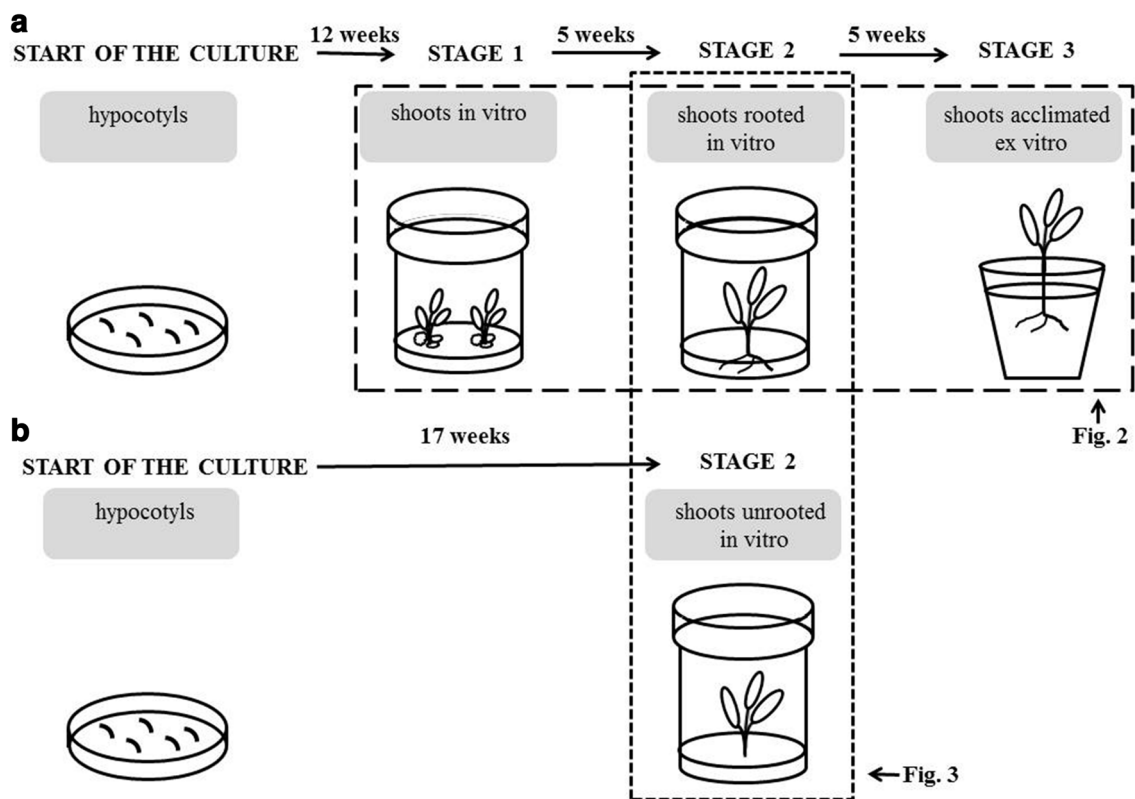 a
12 weeks
5 weeks
5 weeks
START OF THE CULTURE
STAGE 1
STAGE 2
STAGE 3
hypocotyls
shoots in vitro
shoots rooted
in vitro
shoots acclimated
ex vitro
Fig. 2
b
17 weeks
START OF THE CULTURE
STAGE 2
hypocotyls
shoots unrooted
in vitro
Fig. 3